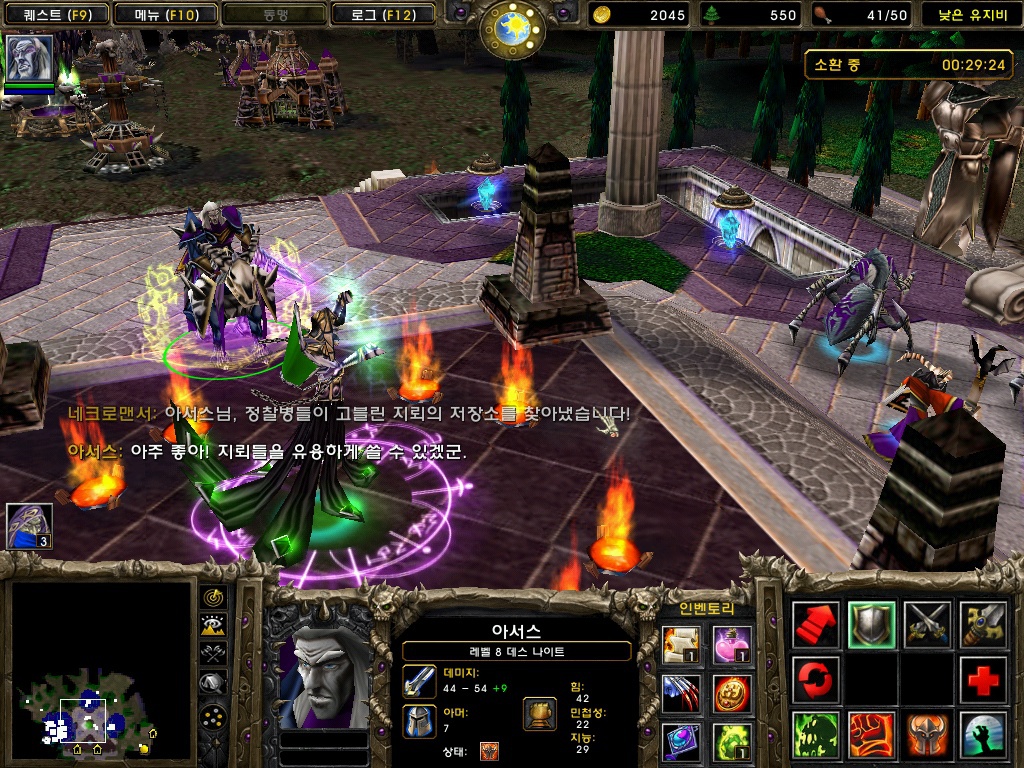 퀘스트 (F9) 메뉴 (F10) 동맹 로그 (F12) 2045 550 41/50 낮은 유지비
소환 중 00:29:24
네크로맨서: 아서스님, 정찰병들이 고블린 지뢰의 저장소를 찾아냈습니다!
아서스: 아주 좋아! 지뢰들을 유용하게 쓸 수 있겠군.
3
아서스
레벨 8 데스 나이트
데미지:
44 - 54 +9
아머:
7
상태:
힘:
42
민첩성:
22
지능:
29
인벤토리
1 1
1